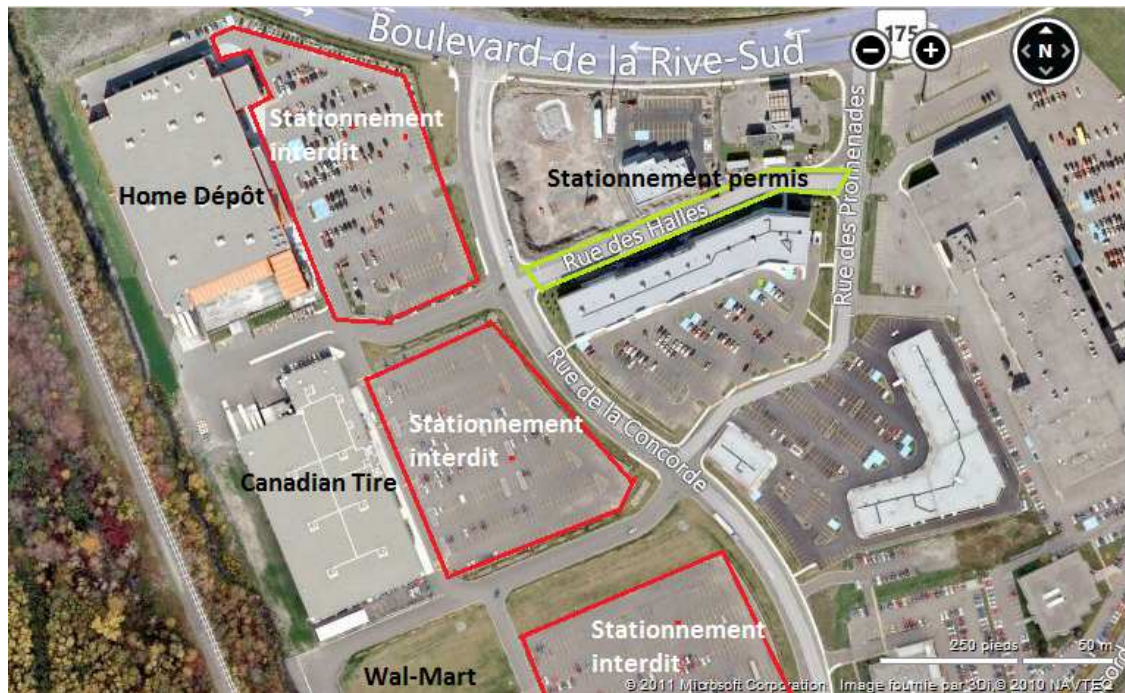 Boulevard de la Rive-Sud
175
N
Stationnement
interdit
Home Dépôt
Stationnement permis
Rue des Halles
Rue des Promenades
Rue de la Concorde
Stationnement
interdit
Canadian Tire
Stationnement
interdit
Wal-Mart
250 pieds
50 m
© 2011 Microsoft Corporation
Image fournie par 3Di © 2010 NAVTEQ